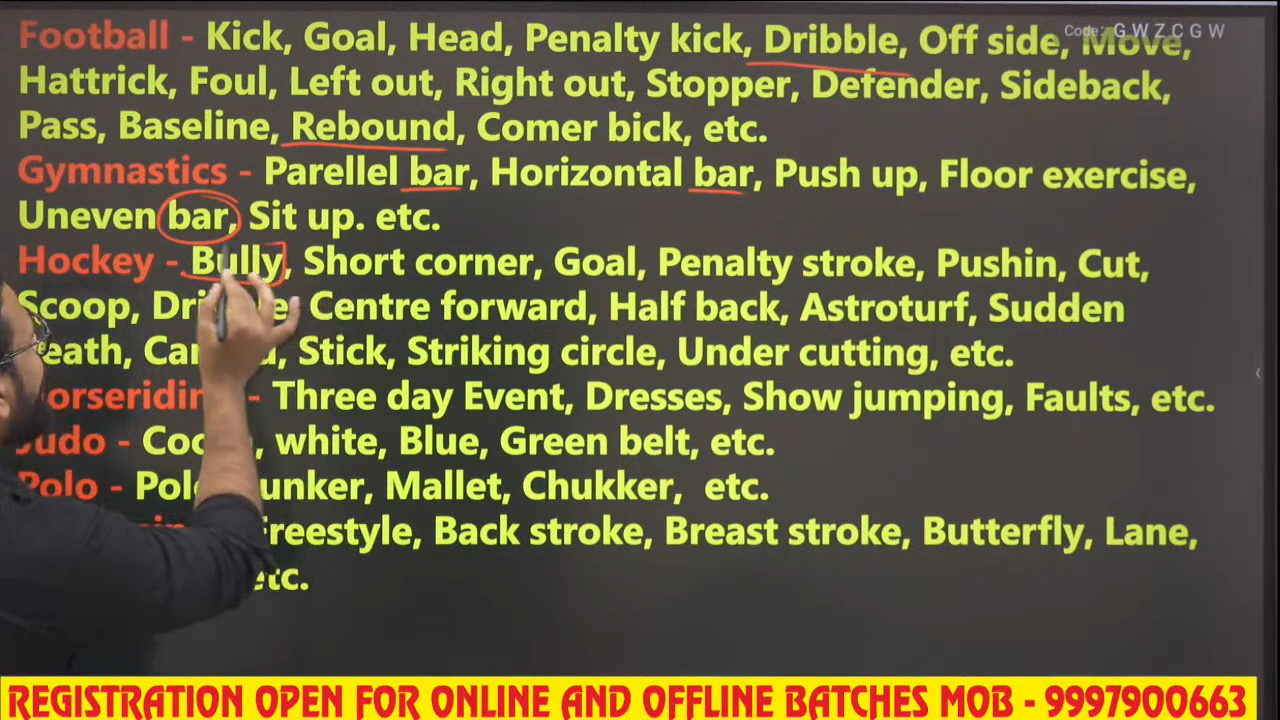 Football - Kick, Goal, Head, Penalty kick, Dribble, Off side, Move,
Code: G W Z C G W
Hattrick, Foul, Left out, Right out, Stopper, Defender, Sideback,
Pass, Baseline, Rebound, Comer bick, etc.
Gymnastics - Parellel bar, Horizontal bar, Push up, Floor exercise,
Uneven bar, Sit up. etc.
Hockey - Bully, Short corner, Goal, Penalty stroke, Pushin, Cut,
Scoop, Centre forward, Half back, Astroturf, Sudden
Stick, Striking circle, Under cutting, etc.
- Three day Event, Dresses, Show jumping, Faults, etc.
Judo - white, Blue, Green belt, etc.
Polo - Mallet, Chukker, etc.
Freestyle, Back stroke, Breast stroke, Butterfly, Lane,
etc.
REGISTRATION OPEN FOR ONLINE AND OFFLINE BATCHES MOB - 9997900663